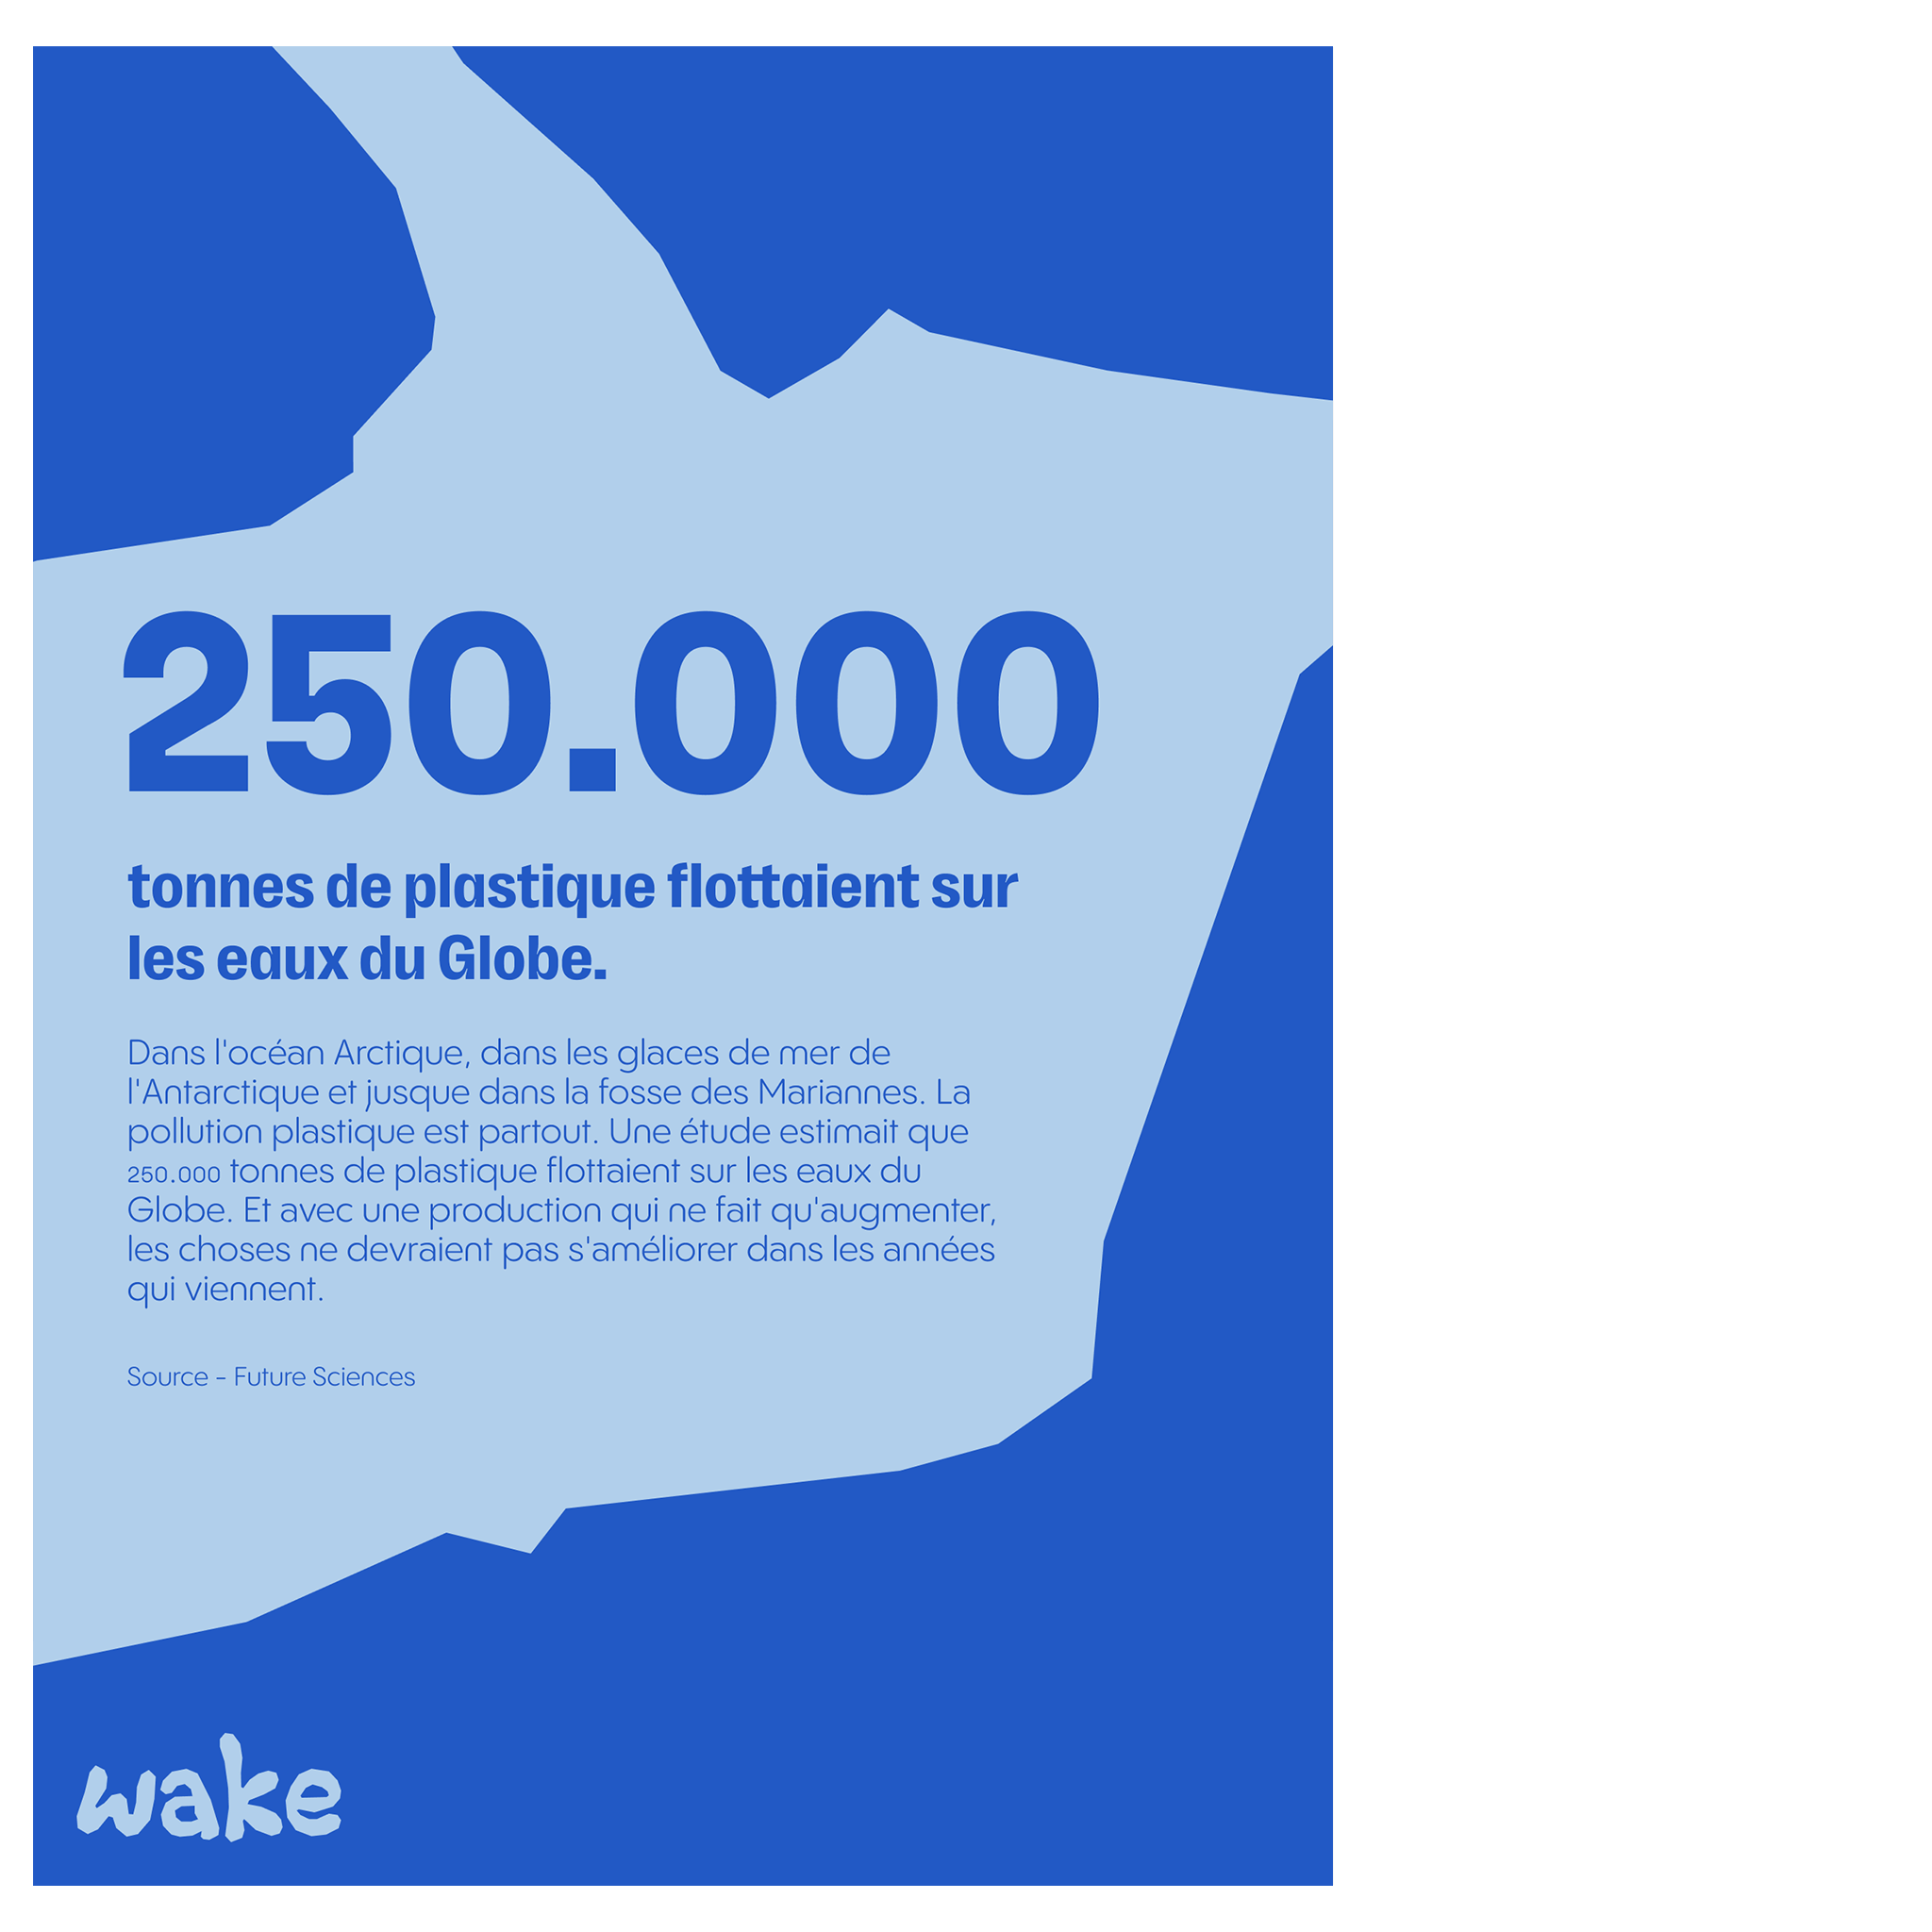 250.000
tonnes de plastique flottaient sur
les eaux du Globe.
Dans l'océan Arctique, dans les glaces de mer de
l'Antarctique et jusque dans la fosse des Mariannes. La
pollution plastique est partout. Une étude estimait que
250.000 tonnes de plastique flottaient sur les eaux du
Globe. Et avec une production qui ne fait qu'augmenter,
les choses ne devraient pas s'améliorer dans les années
qui viennent.
Source - Future Sciences
wake